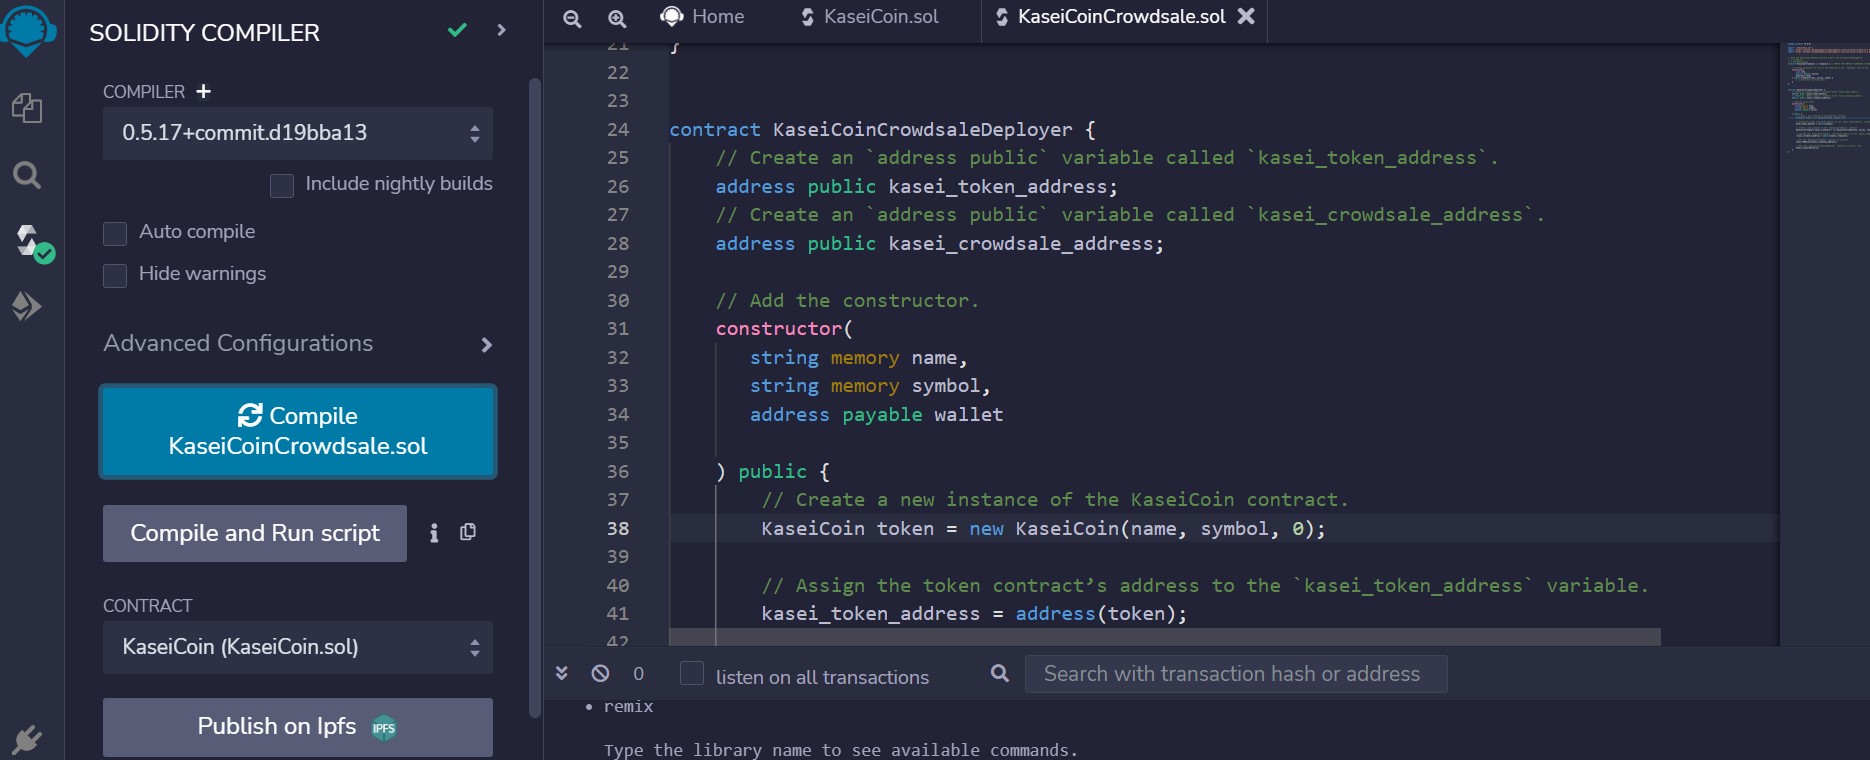 SOLIDITY COMPILER
COMPILER
0.5.17+commit.d19bba13
Include nightly builds
Auto compile
Hide warnings
Advanced Configurations
Compile
KaseiCoinCrowdsale.sol
Compile and Run script
CONTRACT
KaseiCoin (KaseiCoin.sol)
Publish on Ipfs IPFS
Home KaseiCoin.sol KaseiCoinCrowdsale.sol
21 }
22
23
24 contract KaseiCoinCrowdsaleDeployer {
25 // Create an `address public` variable called `kasei_token_address`.
26 address public kasei_token_address;
27 // Create an `address public` variable called `kasei_crowdsale_address`.
28 address public kasei_crowdsale_address;
29
30 // Add the constructor.
31 constructor(
32 string memory name,
33 string memory symbol,
34 address payable wallet
35
36 ) public {
37 // Create a new instance of the KaseiCoin contract.
38 KaseiCoin token = new KaseiCoin(name, symbol, 0);
39
40 // Assign the token contract’s address to the `kasei_token_address` variable.
41 kasei_token_address = address(token);
42
0 listen on all transactions Search with transaction hash or address
• remix
Type the library name to see available commands.